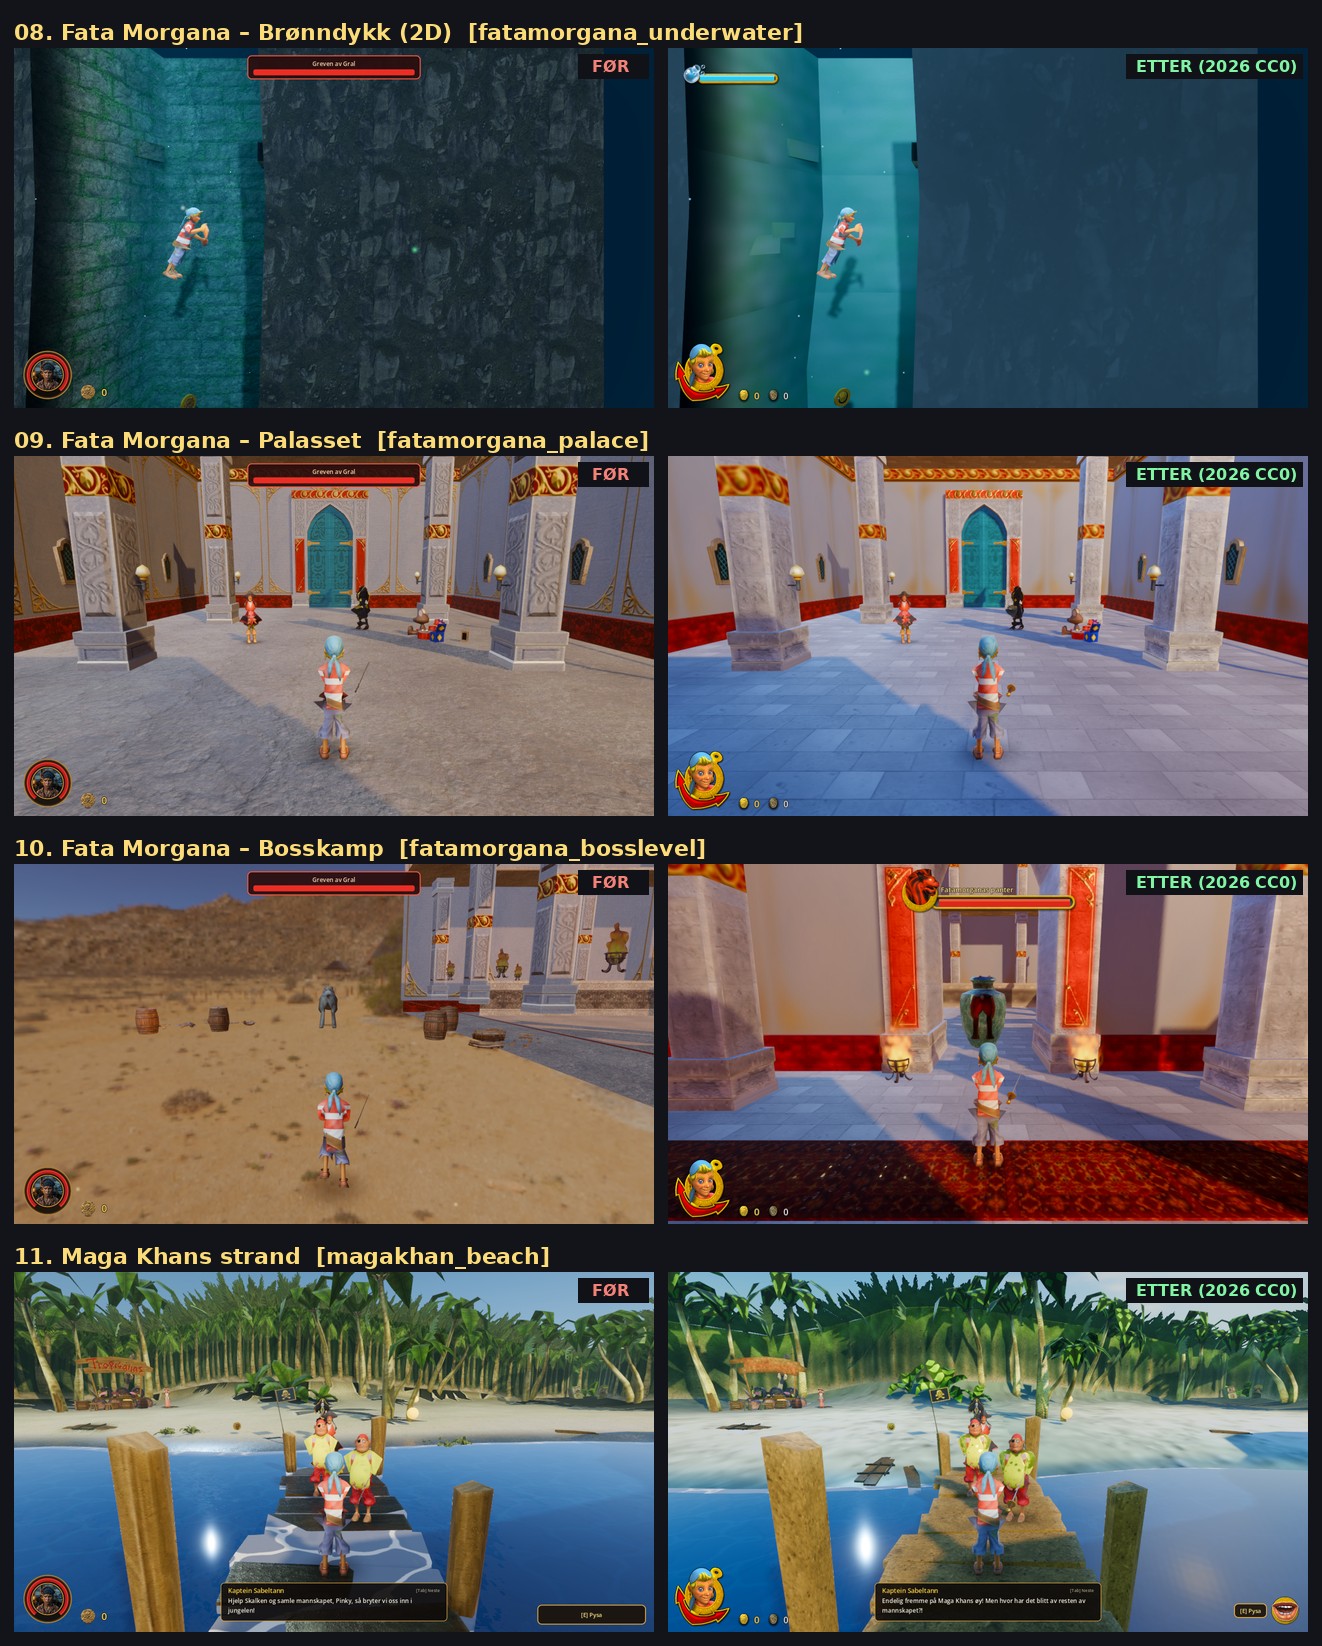 08. Fata Morgana – Brønndykk (2D)  [fatamorgana_underwater]
Greven av Gral
FØR
ETTER (2026 CC0)
0
0 0
09. Fata Morgana – Palasset  [fatamorgana_palace]
Greven av Gral
FØR
ETTER (2026 CC0)
0
0 0
10. Fata Morgana – Bosskamp  [fatamorgana_bosslevel]
Greven av Gral
FØR
Fatamorganas panter
ETTER (2026 CC0)
0
0 0
11. Maga Khans strand  [magakhan_beach]
FØR
ETTER (2026 CC0)
Kaptein Sabeltann
Hjelp Skalken og samle mannskapet, Pinky, så bryter vi oss inn i
jungelen!
[E] Pysa
0
Kaptein Sabeltann
Endelig fremme på Maga Khans øy! Men hvor har det blitt av resten av
mannskapet?!
[E] Pysa
0 0